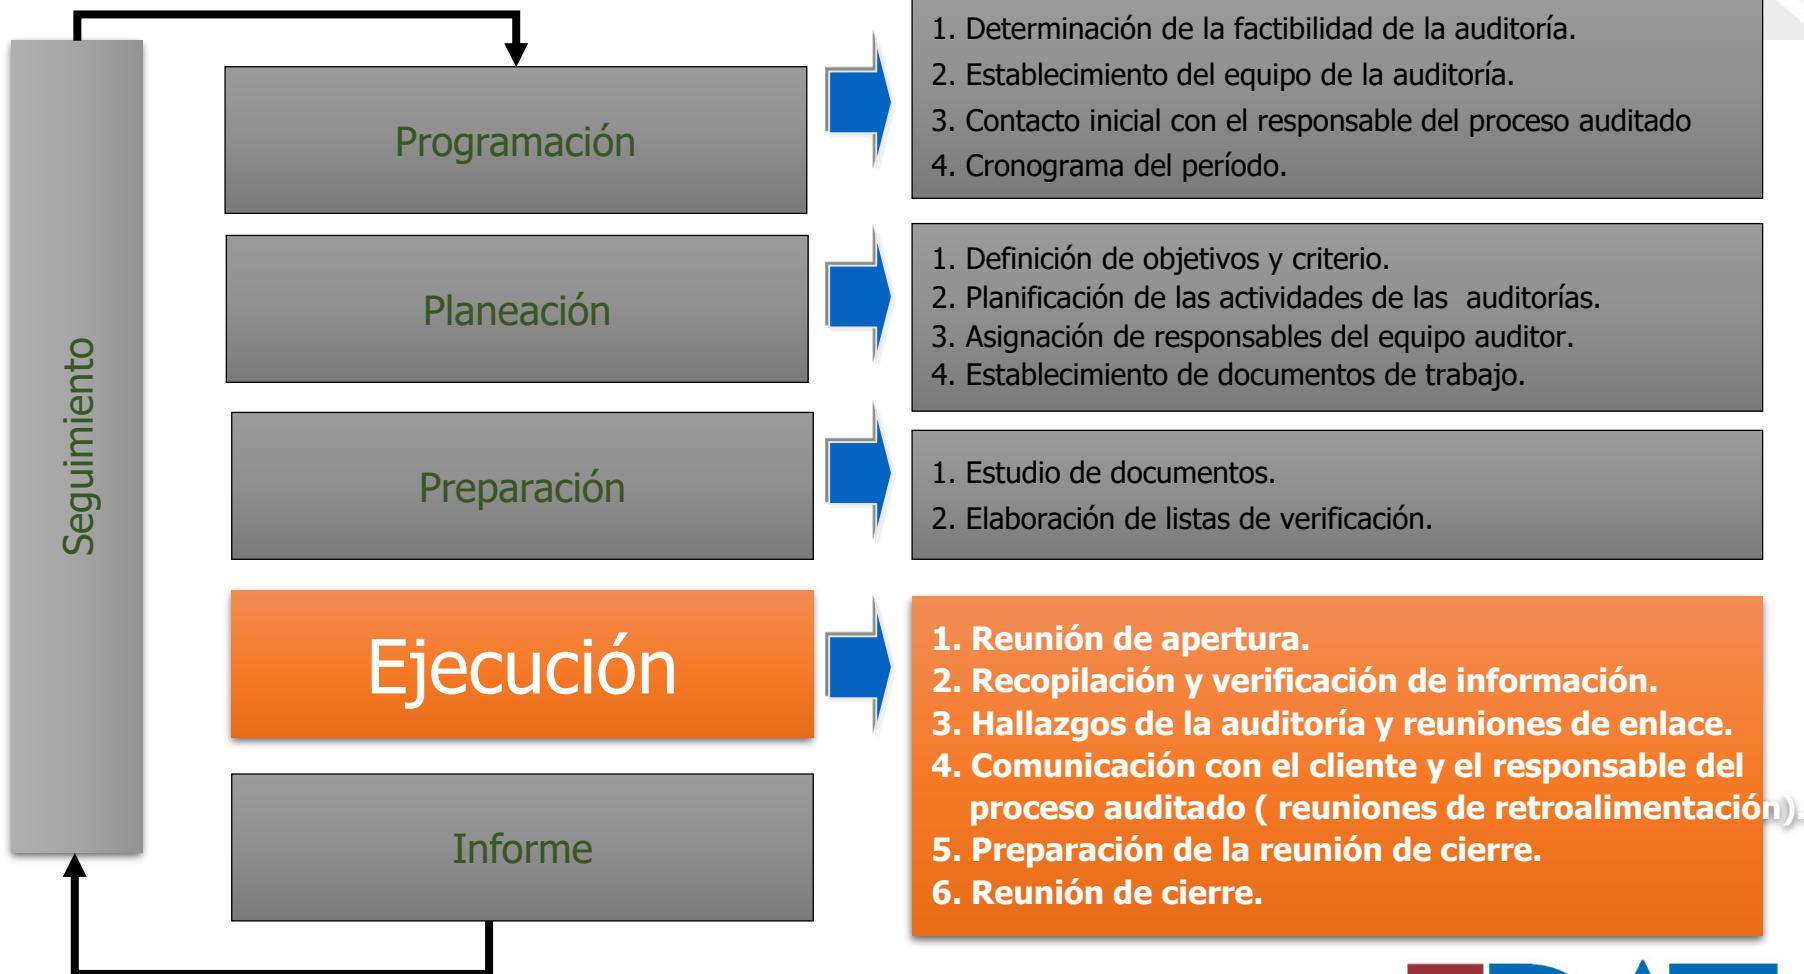 Seguimiento
Programación
1. Determinación de la factibilidad de la auditoría.
2. Establecimiento del equipo de la auditoría.
3. Contacto inicial con el responsable del proceso auditado
4. Cronograma del período.
Planeación
1. Definición de objetivos y criterio.
2. Planificación de las actividades de las auditorías.
3. Asignación de responsables del equipo auditor.
4. Establecimiento de documentos de trabajo.
Preparación
1. Estudio de documentos.
2. Elaboración de listas de verificación.
Ejecución
1. Reunión de apertura.
2. Recopilación y verificación de información.
3. Hallazgos de la auditoría y reuniones de enlace.
4. Comunicación con el cliente y el responsable del
proceso auditado ( reuniones de retroalimentación).
5. Preparación de la reunión de cierre.
6. Reunión de cierre.
Informe